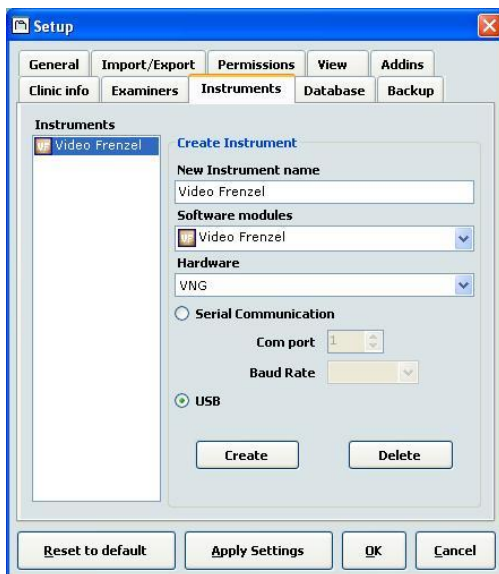 Setup
General Import/Export Permissions View Addins
Clinic info Examiners Instruments Database Backup
Instruments
VF Video Frenzel
Create Instrument
New Instrument name
Video Frenzel
Software modules
VF Video Frenzel
Hardware
VNG
Serial Communication
Com port 1
Baud Rate
USB
Create Delete
Reset to default Apply Settings OK Cancel